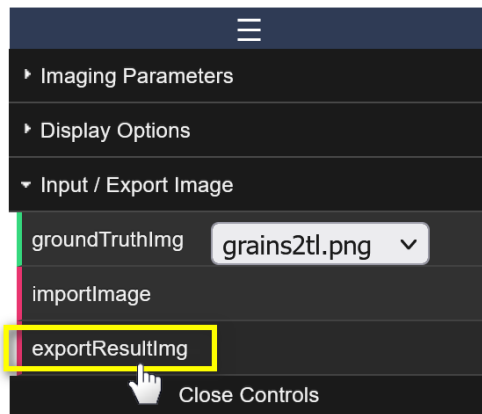 Imaging Parameters
Display Options
Input / Export Image
groundTruthImg grains2tl.png
importImage
exportResultImg
Close Controls